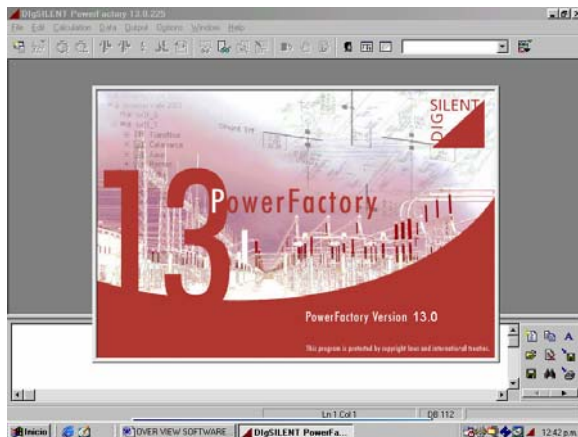 DIgSILENT PowerFactory 13.0.225
File Edit Calculation Data Output Options Window Help
DIG SILENT
13
PowerFactory
PowerFactory Version 13.0
This program is protected by copyright laws and international treaties.
Ln 1 Col 1 DB 112
Inicio OVER VIEW SOFTWARE DIgSILENT PowerFa... 12:42 p.m.